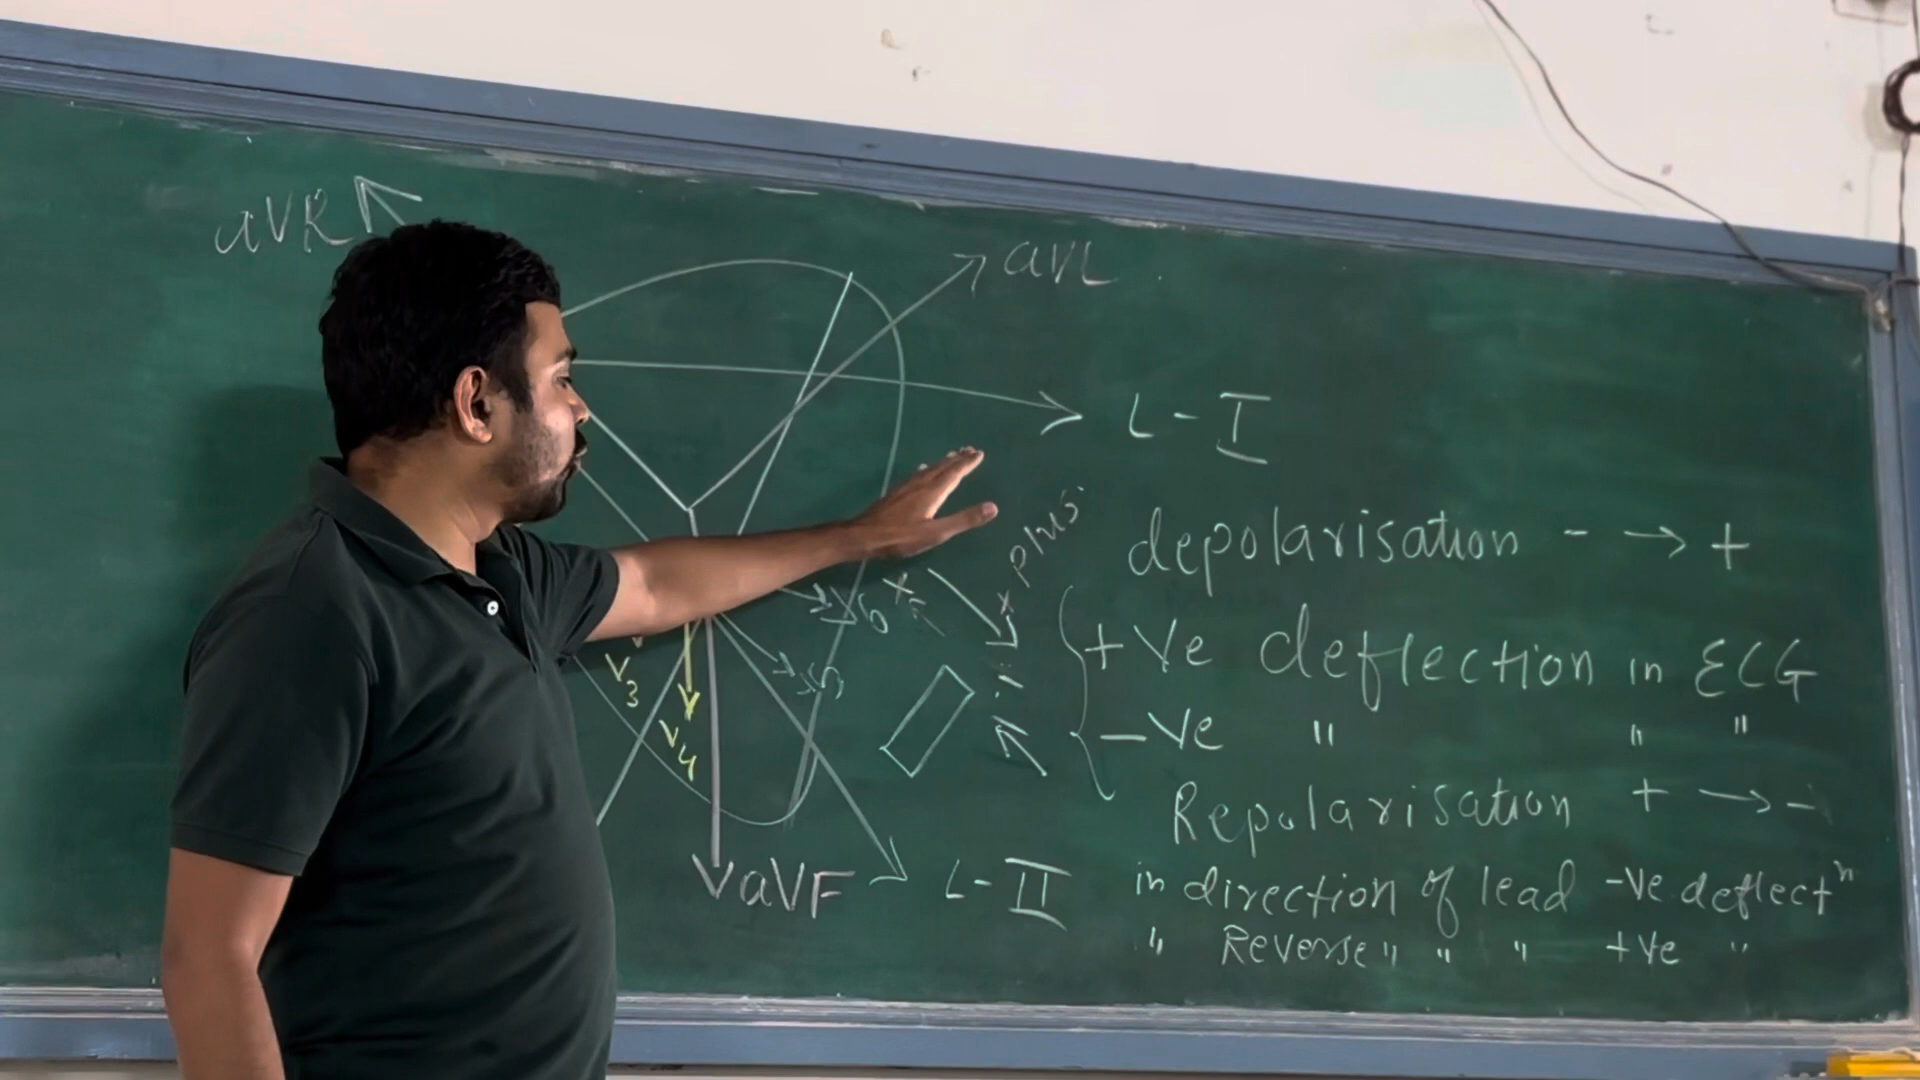 aVR
aVL
L - I
plus
depolarisation - → +
V6
+ve deflection in ECG
V3
V5
-ve " " "
V4
Repolarisation + → -
aVF
L - II
in direction of lead -ve deflectⁿ
" Reverse " " " +ve "